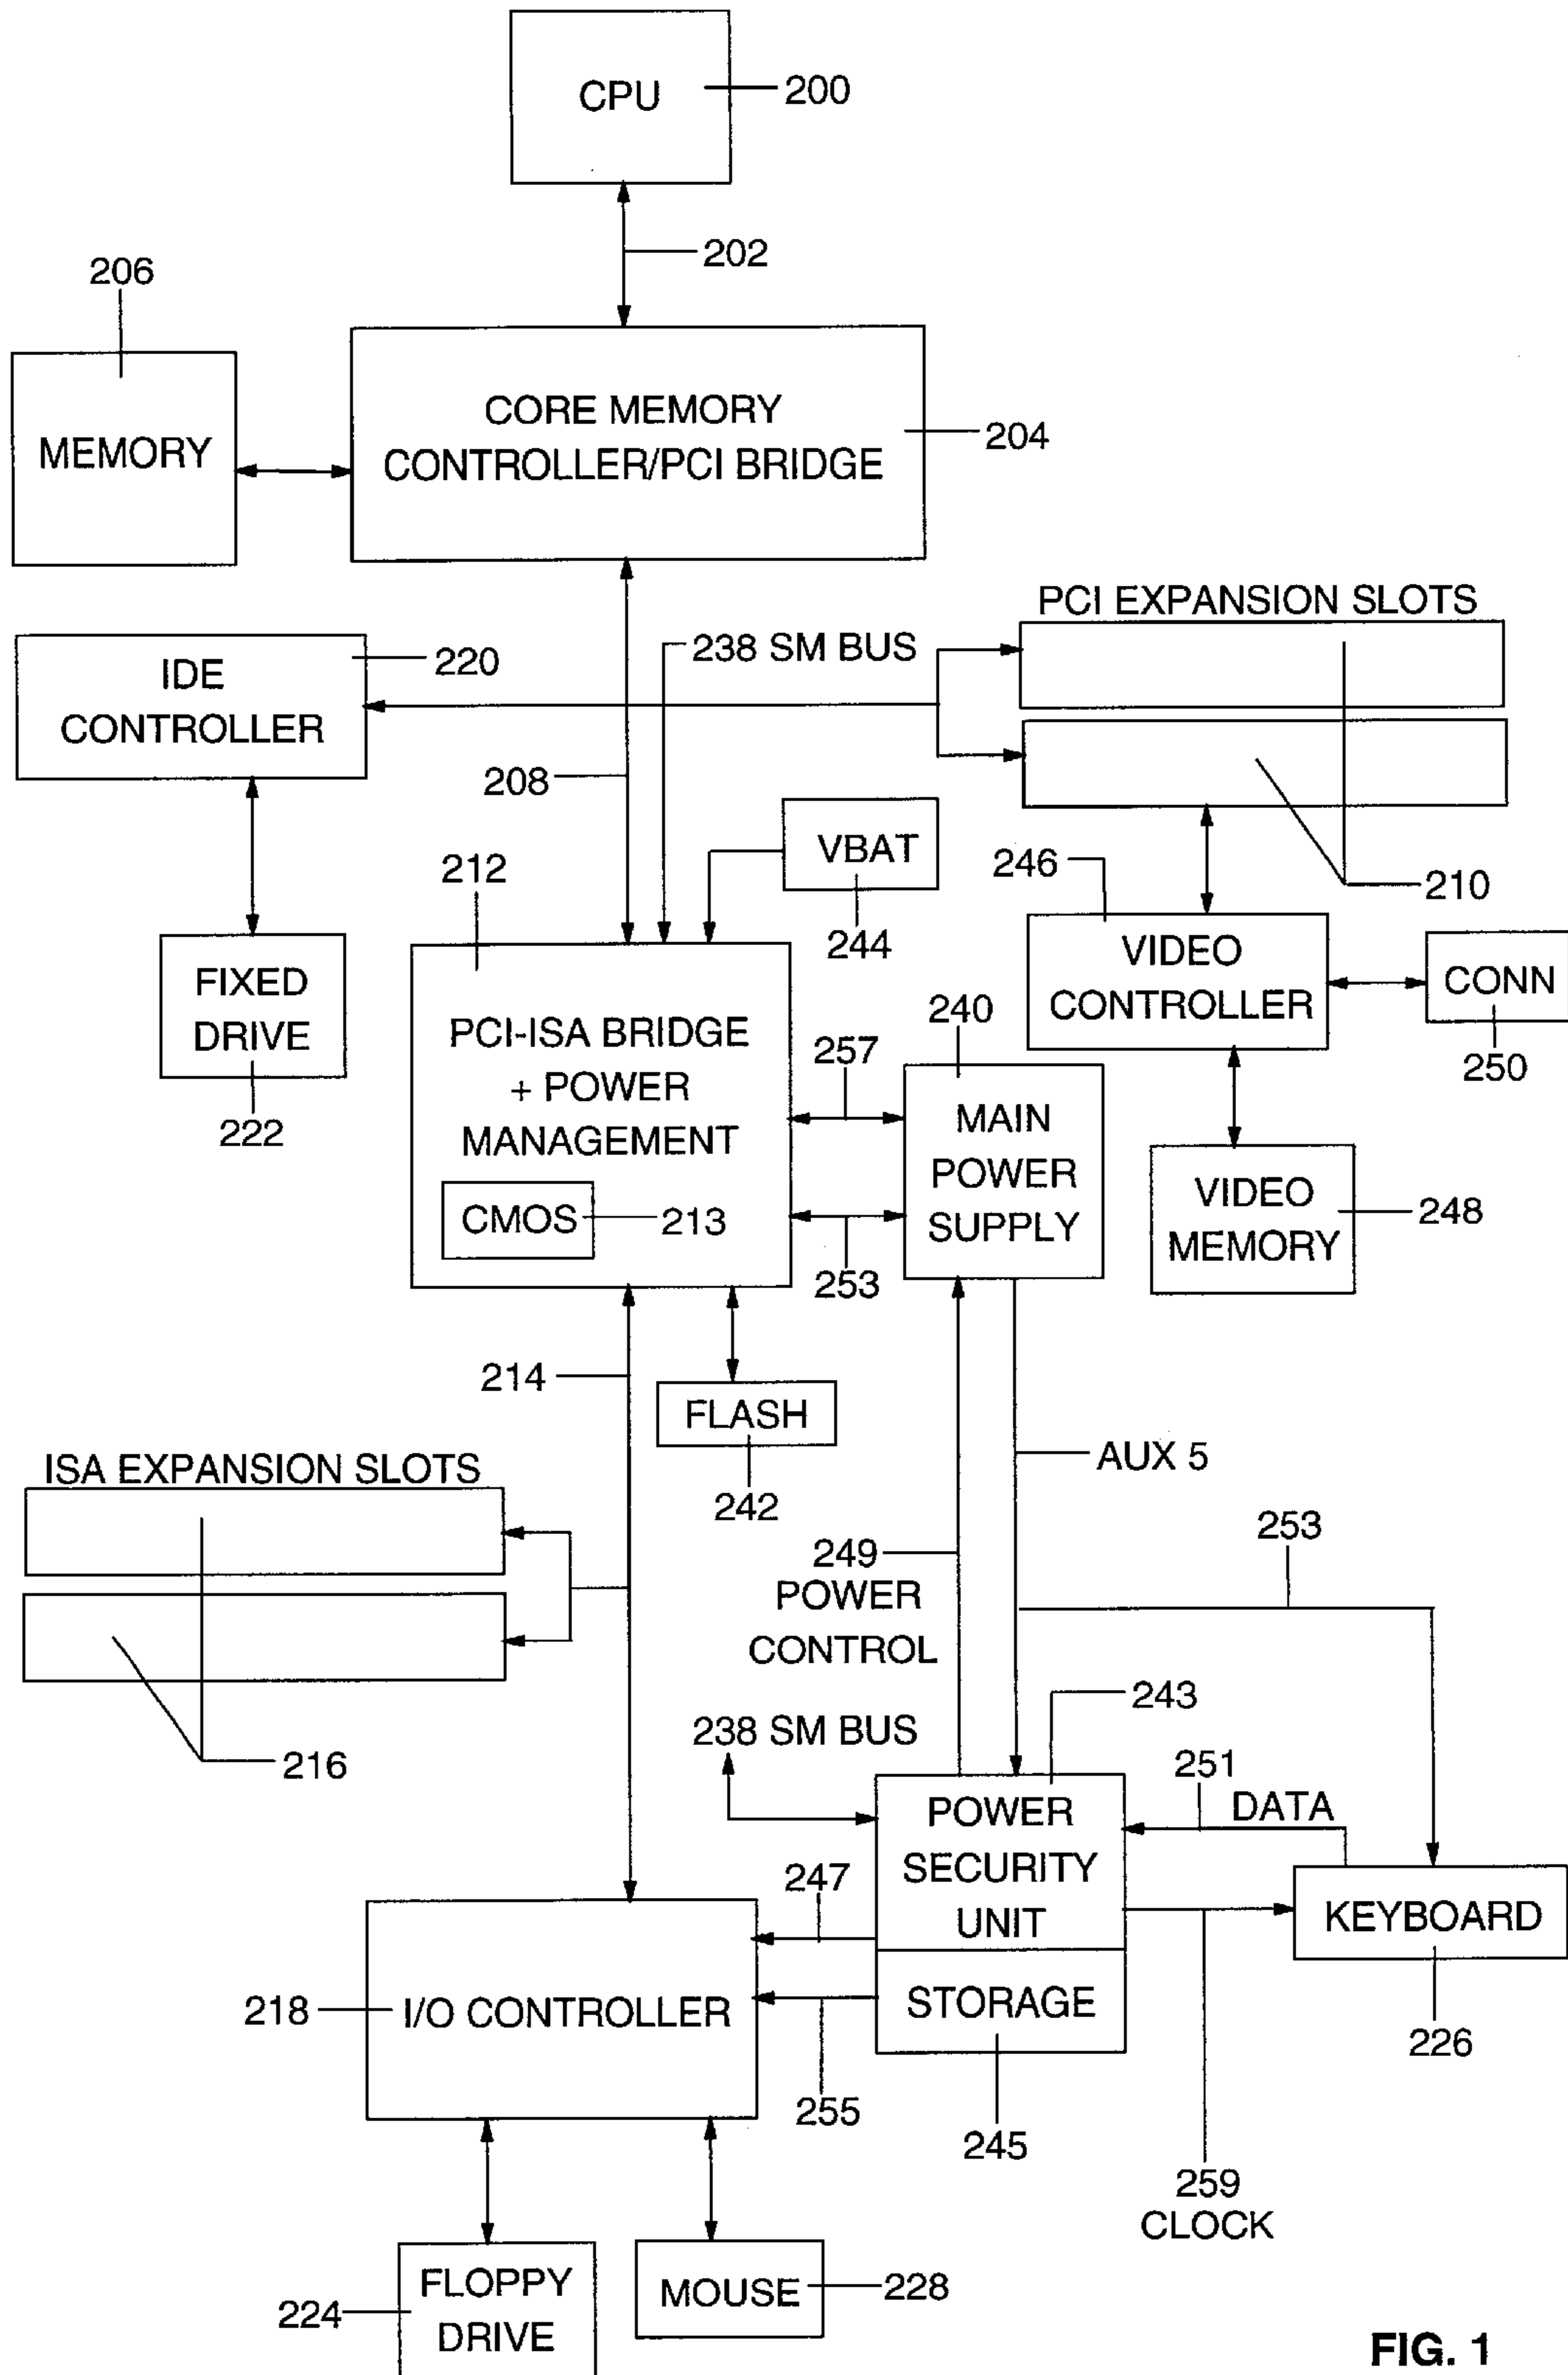 CPU
200
202
206
MEMORY
CORE MEMORY
CONTROLLER/PCI BRIDGE
204
PCI EXPANSION SLOTS
238 SM BUS
IDE
CONTROLLER
220
208
VBAT
244
246
210
212
FIXED
DRIVE
222
VIDEO
CONTROLLER
CONN
250
PCI-ISA BRIDGE
+ POWER
MANAGEMENT
CMOS
213
257
253
240
MAIN
POWER
SUPPLY
VIDEO
MEMORY
248
214
FLASH
242
AUX 5
ISA EXPANSION SLOTS
216
249
POWER
CONTROL
253
238 SM BUS
243
251
DATA
POWER
SECURITY
UNIT
247
KEYBOARD
226
218
I/O CONTROLLER
STORAGE
255
245
259
CLOCK
224
FLOPPY
DRIVE
MOUSE
228
FIG. 1